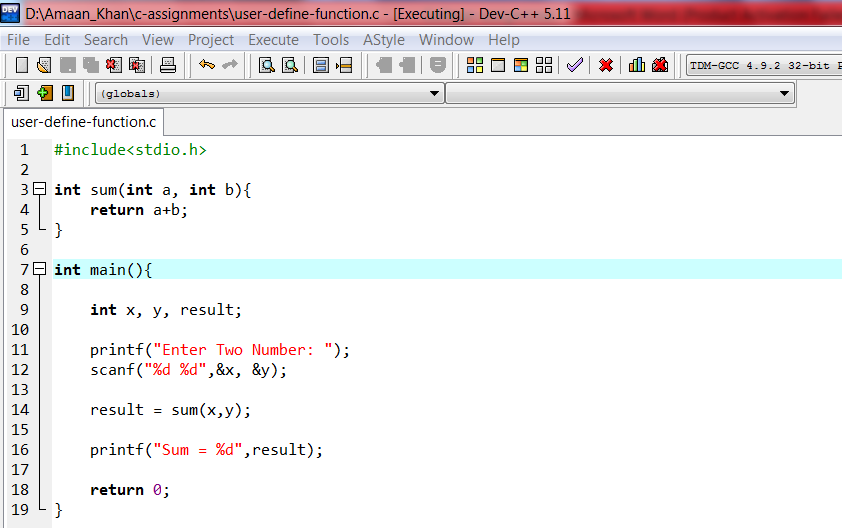 D:\Amaan_Khan\c-assignments\user-define-function.c - [Executing] - Dev-C++ 5.11
File Edit Search View Project Execute Tools AStyle Window Help
TDM-GCC 4.9.2 32-bit
(globals)
user-define-function.c
1 #include<stdio.h>
2
3 int sum(int a, int b){
4 return a+b;
5 }
6
7 int main(){
8
9 int x, y, result;
10
11 printf("Enter Two Number: ");
12 scanf("%d %d",&x, &y);
13
14 result = sum(x,y);
15
16 printf("Sum = %d",result);
17
18 return 0;
19 }